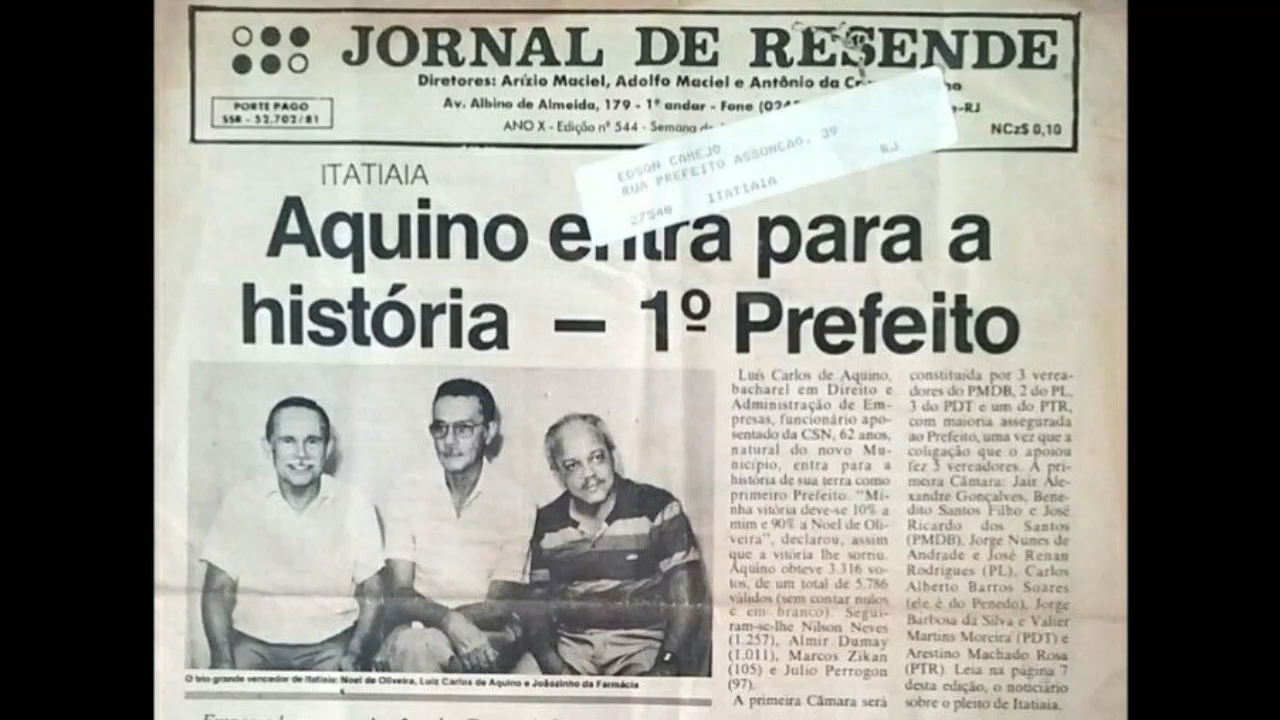 JORNAL DE RESENDE
Diretores: Arízio Maciel, Adolfo Maciel e Antônio da
Av. Albino de Almeida, 179 - 1º andar - Fone (024
-RJ
PORTE PAGO
SSR - 52.702/81
ANO X - Edição nº 544 - Semana de
NCz$ 0,10
EDSON CAMEJO
RUA PREFEITO ASSUNCAO, 39
RJ
27540 ITATIAIA
ITATIAIA
Aquino entra para a
história — 1º Prefeito
O trio grande vencedor de Itatiaia: Noel de Oliveira, Luiz Carlos de Aquino e Joãozinho da Farmácia
Luís Carlos de Aquino,
bacharel em Direito e
Administração de Em-
presas, funcionário apo-
sentado da CSN, 62 anos,
natural do novo Mu-
nicípio, entra para a
história de sua terra como
primeiro Prefeito. “Mi-
nha vitória deve-se 10% a
mim e 90% a Noel de Oli-
veira”, declarou, assim
que a vitória lhe sorriu.
Aquino obteve 3.316 vo-
tos, de um total de 5.786
válidos (sem contar nulos
e em branco). Segui-
ram-se-lhe Nilson Neves
(1.257), Almir Dumay
(1.011), Marcos Zikan
(105) e Julio Perrogon
(97).
A primeira Câmara será
constituída por 3 verea-
dores do PMDB, 2 do PL,
3 do PDT e um do PTR,
com maioria assegurada
ao Prefeito, uma vez que a
coligação que o apoiou
fez 5 vereadores. A pri-
meira Câmara: Jair Ale-
xandre Gonçalves, Bene-
dito Santos Filho e José
Ricardo dos Santos
(PMDB), Jorge Nunes de
Andrade e José Renan
Rodrigues (PL), Carlos
Alberto Barros Soares
(ele é do Penedo), Jorge
Barbosa da Silva e Valter
Martins Moreira (PDT) e
Arestino Machado Rosa
(PTR). Leia na página 7
desta edição, o noticiário
sobre o pleito de Itatiaia.